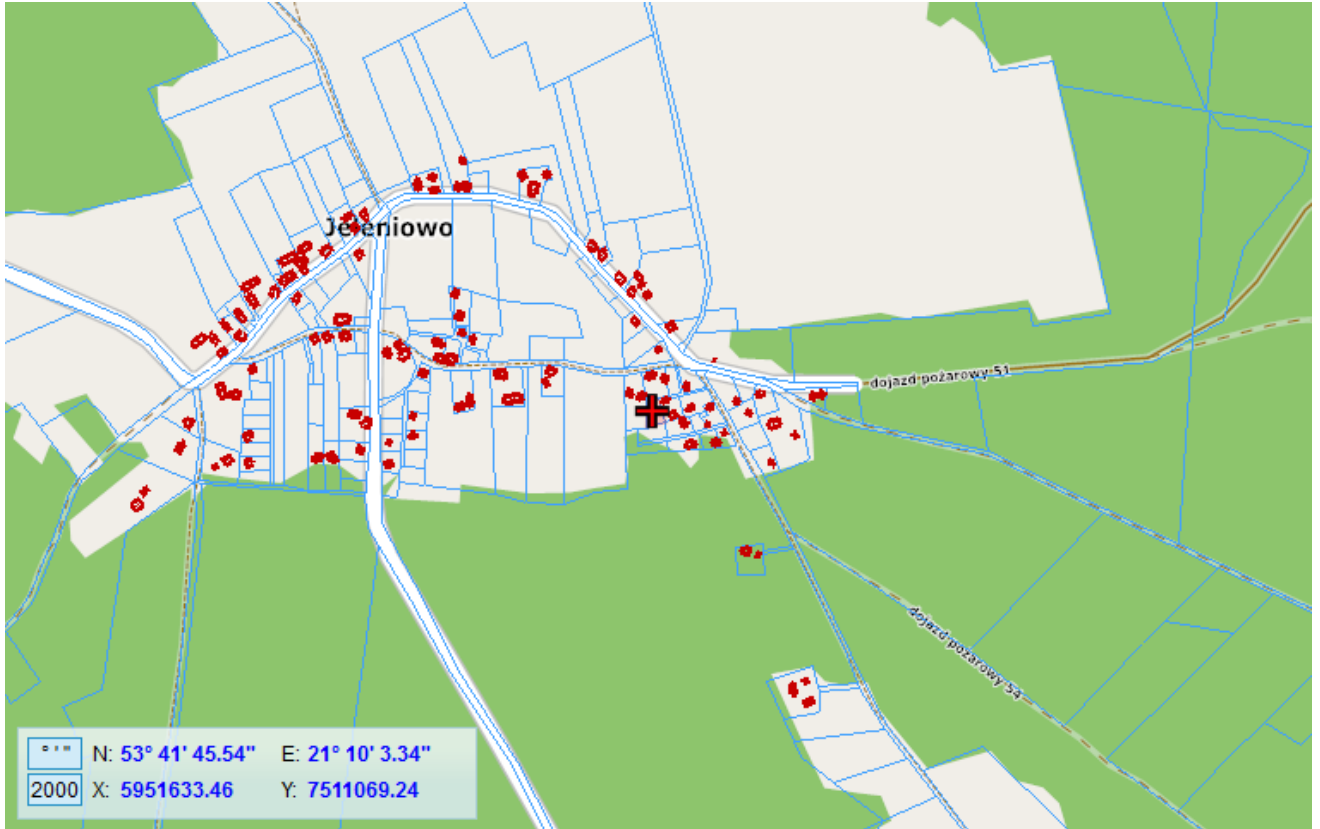 Jeleniowo
dojazd pożarowy 51
dojazd pożarowy 54
° ' " N: 53° 41' 45.54" E: 21° 10' 3.34"
2000 X: 5951633.46 Y: 7511069.24